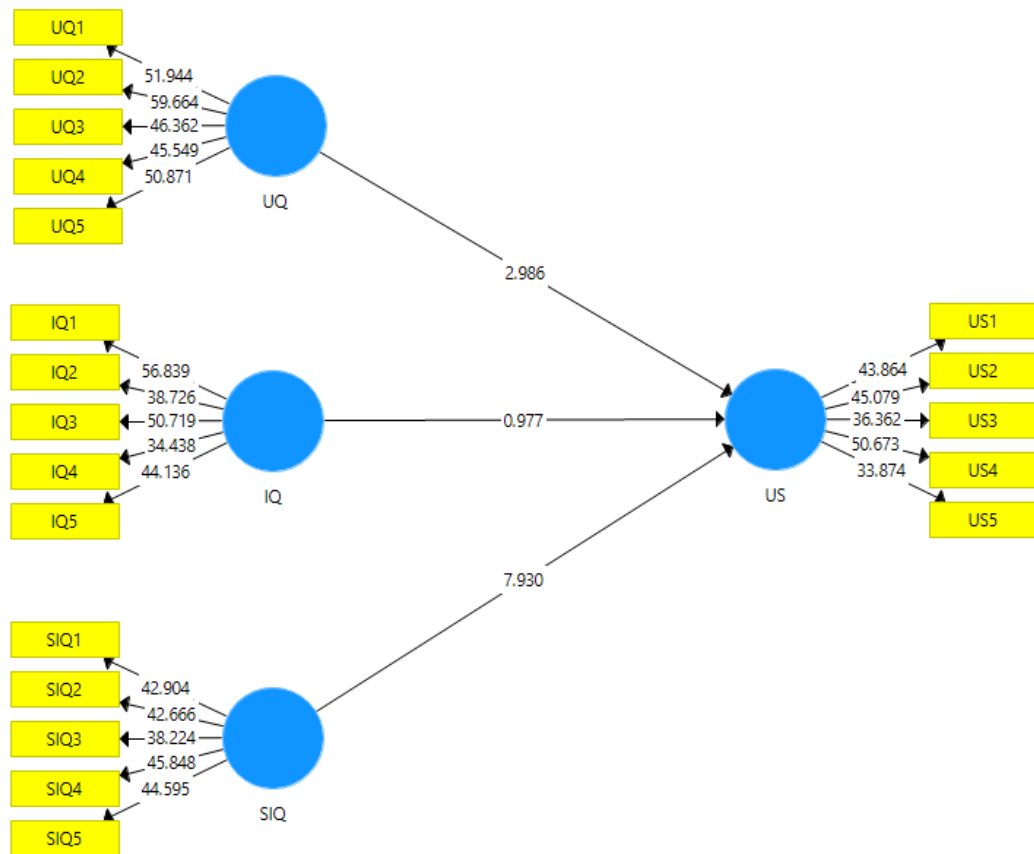 UQ1
UQ2
UQ3
UQ4
UQ5
51.944
59.664
46.362
45.549
50.871
UQ
2.986
IQ1
IQ2
IQ3
IQ4
IQ5
56.839
38.726
50.719
34.438
44.136
IQ
0.977
US
43.864
45.079
36.362
50.673
33.874
US1
US2
US3
US4
US5
7.930
SIQ1
SIQ2
SIQ3
SIQ4
SIQ5
42.904
42.666
38.224
45.848
44.595
SIQ